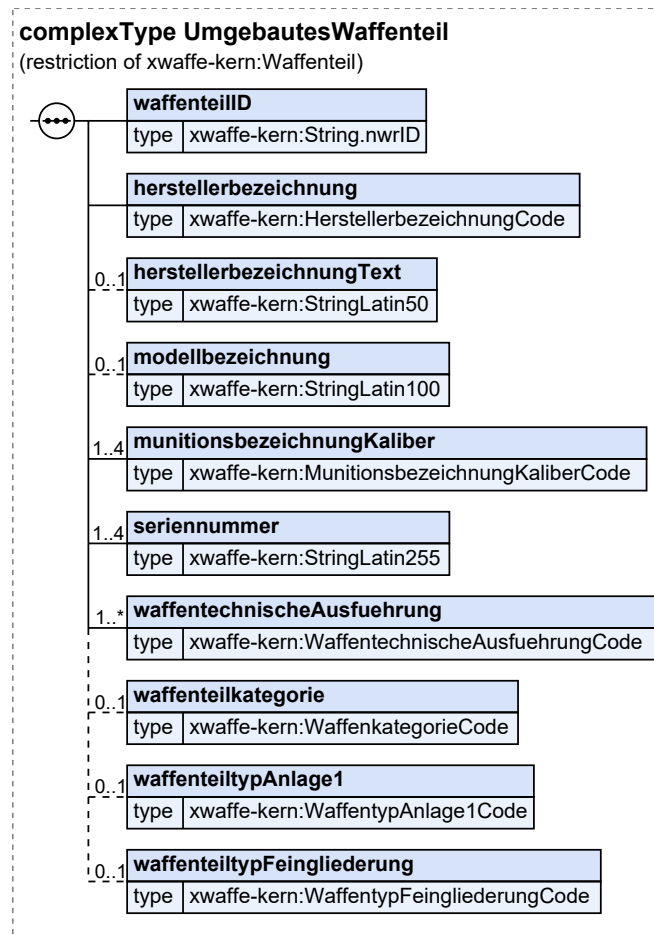 complexType UmgebautesWaffenteil
(restriction of xwaffe-kern:Waffenteil)
waffenteilID
type xwaffe-kern:String.nwrID
herstellerbezeichnung
type xwaffe-kern:HerstellerbezeichnungCode
0..1 herstellerbezeichnungText
type xwaffe-kern:StringLatin50
0..1 modellbezeichnung
type xwaffe-kern:StringLatin100
1..4 munitionsbezeichnungKaliber
type xwaffe-kern:MunitionsbezeichnungKaliberCode
1..4 seriennummer
type xwaffe-kern:StringLatin255
1..* waffentechnischeAusfuehrung
type xwaffe-kern:WaffentechnischeAusfuehrungCode
0..1 waffenteilkategorie
type xwaffe-kern:WaffenkategorieCode
0..1 waffenteiltypAnlage1
type xwaffe-kern:WaffentypAnlage1Code
0..1 waffenteiltypFeingliederung
type xwaffe-kern:WaffentypFeingliederungCode